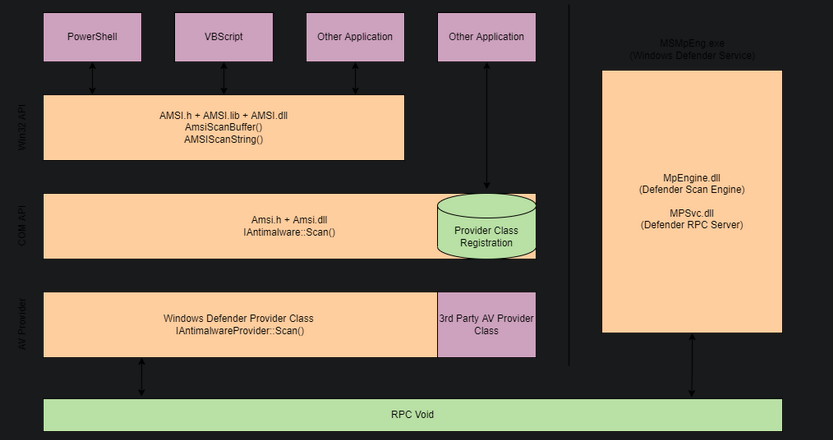 PowerShell
VBScript
Other Application
Other Application
MSMpEng.exe
(Windows Defender Service)
Win32 API
AMSI.h + AMSI.lib + AMSI.dll
AmsiScanBuffer()
AMSIScanString()
MpEngine.dll
(Defender Scan Engine)
MPSvc.dll
(Defender RPC Server)
COM API
Amsi.h + Amsi.dll
IAntimalware::Scan()
Provider Class
Registration
AV Provider
Windows Defender Provider Class
IAntimalwareProvider::Scan()
3rd Party AV Provider
Class
RPC Void